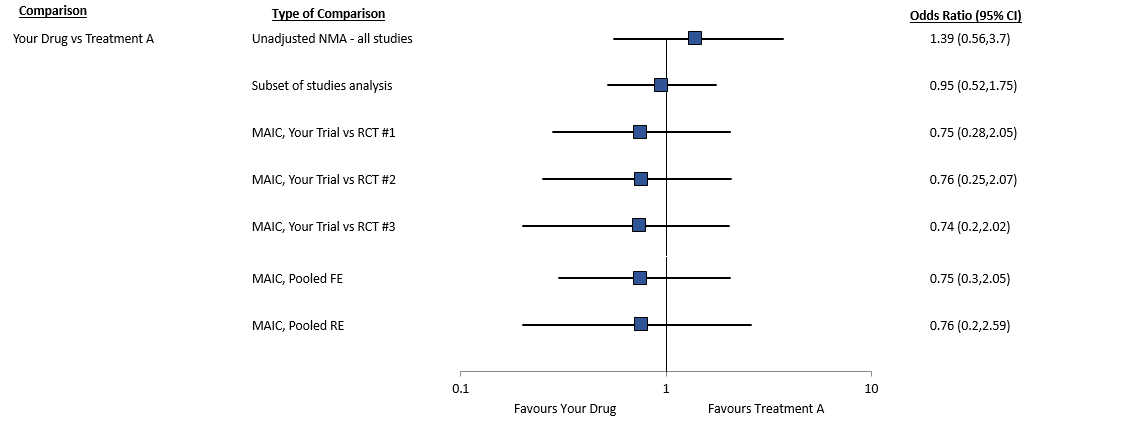 Comparison Type of Comparison Odds Ratio (95% CI)
Your Drug vs Treatment A Unadjusted NMA - all studies 1.39 (0.56,3.7)
Subset of studies analysis 0.95 (0.52,1.75)
MAIC, Your Trial vs RCT #1 0.75 (0.28,2.05)
MAIC, Your Trial vs RCT #2 0.76 (0.25,2.07)
MAIC, Your Trial vs RCT #3 0.74 (0.2,2.02)
MAIC, Pooled FE 0.75 (0.3,2.05)
MAIC, Pooled RE 0.76 (0.2,2.59)
0.1 1 10
Favours Your Drug Favours Treatment A